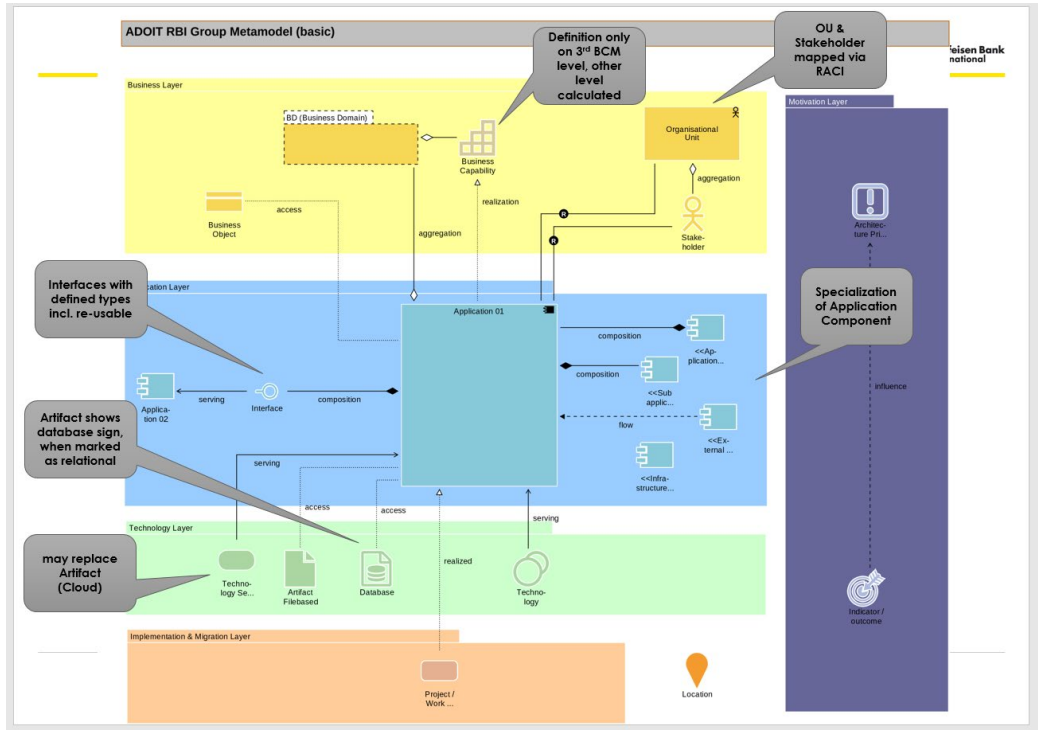 ADOIT RBI Group Metamodel (basic)
Definition only
on 3rd BCM
level, other
level
calculated
OU &
Stakeholder
mapped via
RACI
feisen Bank
national
Business Layer
Motivation Layer
BD (Business Domain)
Business
Capability
Organisational
Unit
aggregation
access
realization
Business
Object
aggregation
R
R
Stake-
holder
Architec-
ture Pri...
Interfaces with
defined types
incl. re-usable
ication Layer
Application 01
Specialization
of Application
Component
composition
<<Ap-
plication...
composition
<<Sub
applic...
influence
Applica-
tion 02
serving
Interface
composition
flow
<<Ex-
ternal ...
Artifact shows
database sign,
when marked
as relational
serving
<<Infra-
structure...
access
access
serving
Technology Layer
may replace
Artifact
(Cloud)
Techno-
logy Se...
Artifact
Filebased
Database
realized
Techno-
logy
Indicator /
outcome
Implementation & Migration Layer
Project /
Work ...
Location